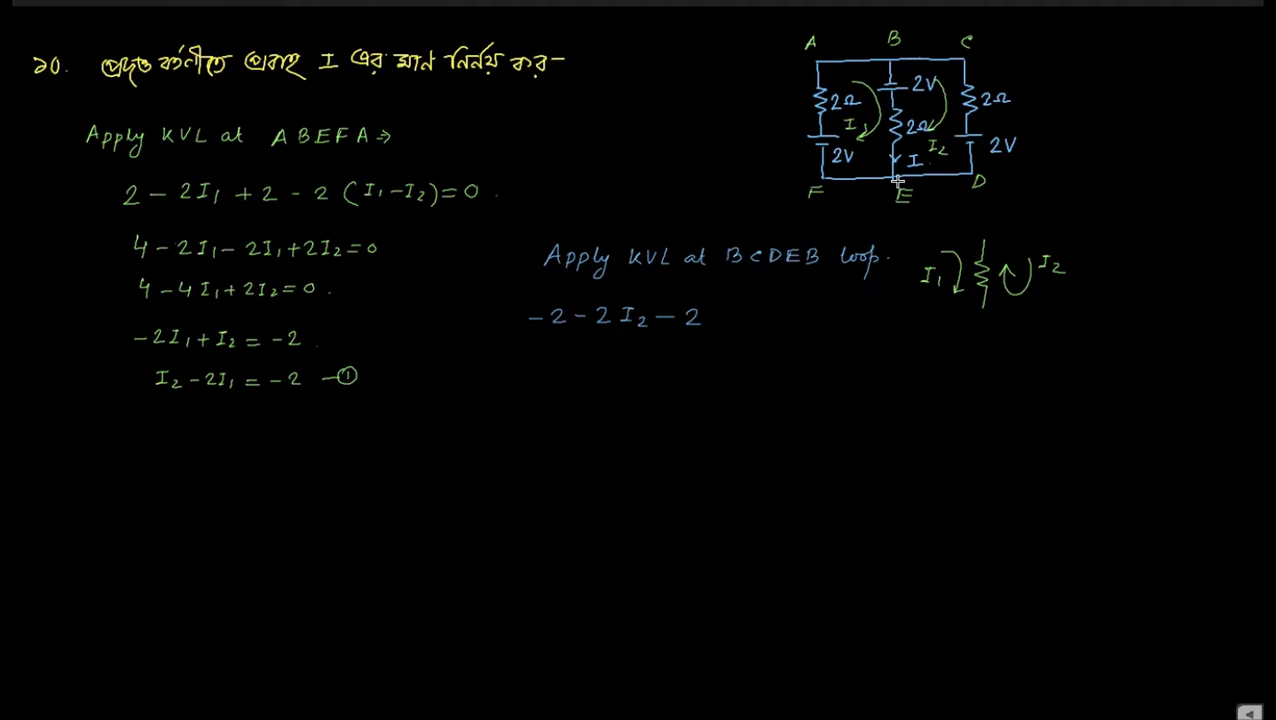 ১০. প্রদত্ত বর্তনীতে প্রবাহ I এর মান নির্নয় কর-
Apply KVL at ABEFA →
2 - 2I₁ + 2 - 2 (I₁-I₂) = 0
4 - 2I₁ - 2I₁ + 2I₂ = 0
4 - 4I₁ + 2I₂ = 0
-2I₁ + I₂ = -2
I₂ - 2I₁ = -2 -①
A B C
2Ω 2V 2Ω
I₁ 2Ω I₂
2V I 2V
F E D
Apply KVL at BCDEB loop.
-2 - 2I₂ - 2
I₁ I₂